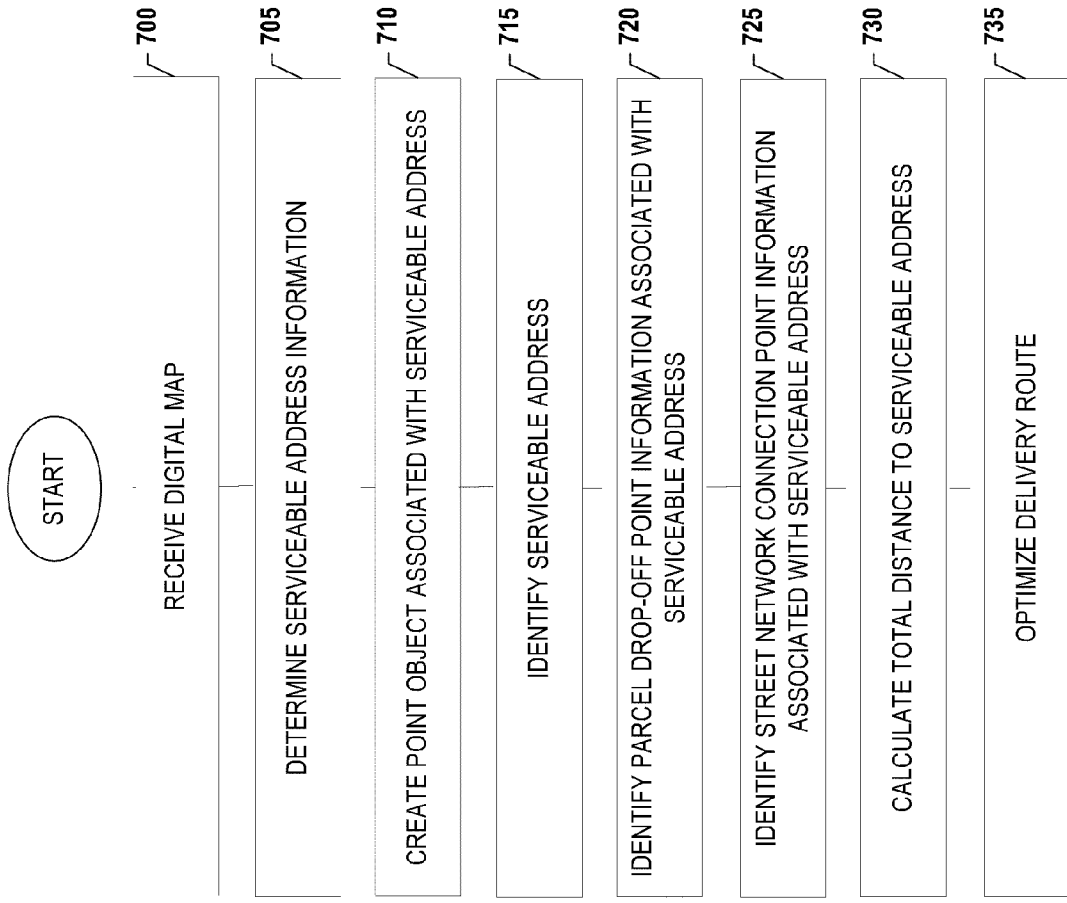 START
RECEIVE DIGITAL MAP
700
DETERMINE SERVICEABLE ADDRESS INFORMATION
705
CREATE POINT OBJECT ASSOCIATED WITH SERVICEABLE ADDRESS
710
IDENTIFY SERVICEABLE ADDRESS
715
IDENTIFY PARCEL DROP-OFF POINT INFORMATION ASSOCIATED WITH
SERVICEABLE ADDRESS
720
IDENTIFY STREET NETWORK CONNECTION POINT INFORMATION
ASSOCIATED WITH SERVICEABLE ADDRESS
725
CALCULATE TOTAL DISTANCE TO SERVICEABLE ADDRESS
730
OPTIMIZE DELIVERY ROUTE
735